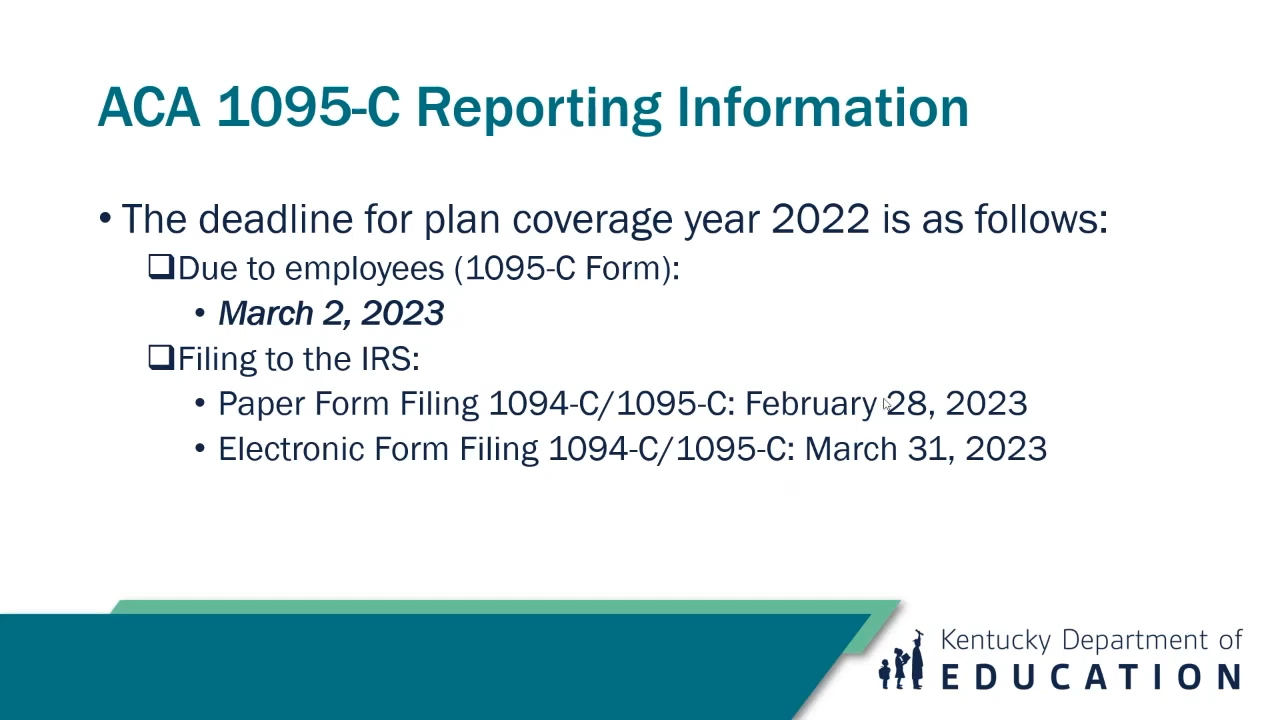 ACA 1095-C Reporting Information
• The deadline for plan coverage year 2022 is as follows:
❑Due to employees (1095-C Form):
• March 2, 2023
❑Filing to the IRS:
• Paper Form Filing 1094-C/1095-C: February 28, 2023
• Electronic Form Filing 1094-C/1095-C: March 31, 2023
Kentucky Department of
EDUCATION